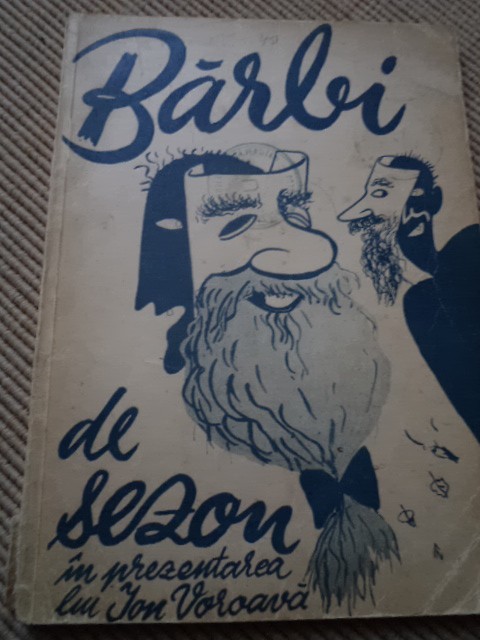 Bărbi
de
sezon
în prezentarea
lui Ion Voroavă